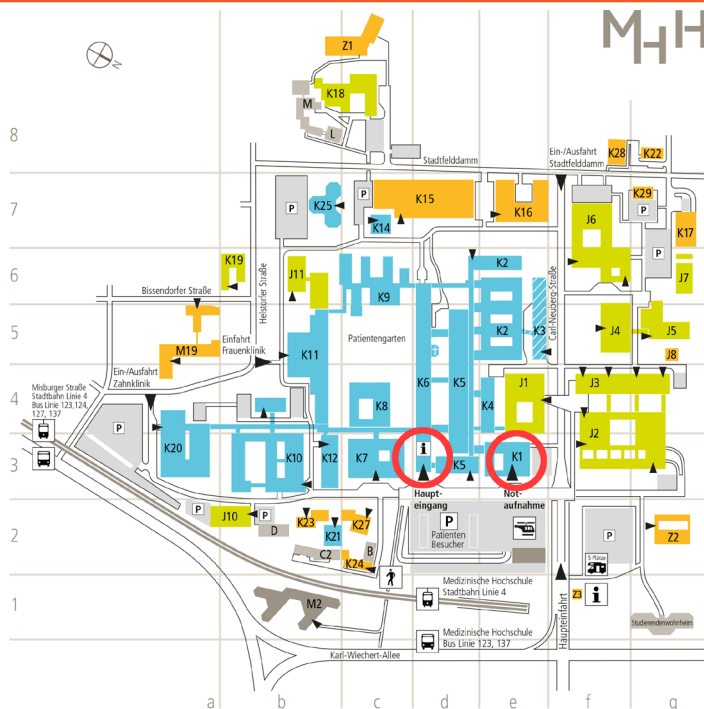 MHH
N
Z1
K18
M
L
8
Stadtfelddamm
Ein-/Ausfahrt
Stadtfelddamm
K28
K22
7
P
K25
P
K14
K15
K16
J6
K29
P
K17
P
K19
6
J11
K9
K2
J7
Bissendorfer Straße
Helstorfer Straße
Carl-Neuberg-Straße
5
M19
Einfahrt
Frauenklinik
K11
Patientengarten
K2
K3
J4
J5
J8
Ein-/Ausfahrt
Zahnklinik
Misburger Straße
Stadtbahn Linie 4
Bus Linie 123,124,
127, 137
4
K6
K5
K8
K4
J1
J3
P
K20
K10
K12
K7
i
K5
K1
J2
3
Haupt-
eingang
Not-
aufnahme
P
J10
P
D
K23
K21
K27
C2
B
K24
P
Patienten
Besucher
P
5 Plätze
Z2
2
Medizinische Hochschule
Stadtbahn Linie 4
Z3
i
1
M2
Haupteinfahrt
Studierendenwohnheim
Medizinische Hochschule
Bus Linie 123, 137
Karl-Wiechert-Allee
a
b
c
d
e
f
g